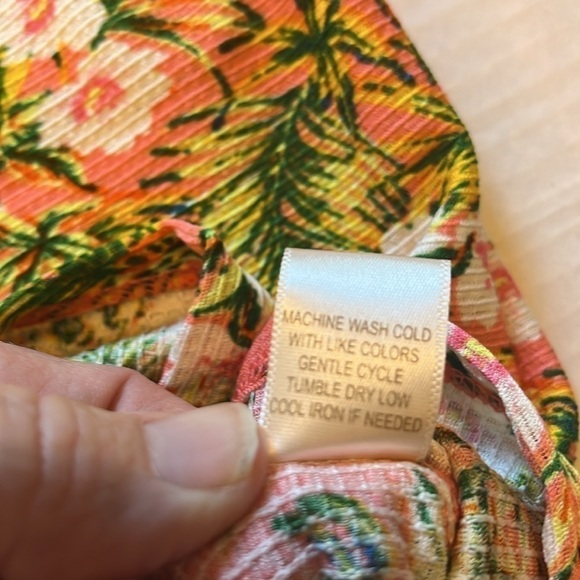 MACHINE WASH COLD
WITH LIKE COLORS
GENTLE CYCLE
TUMBLE DRY LOW
COOL IRON IF NEEDED